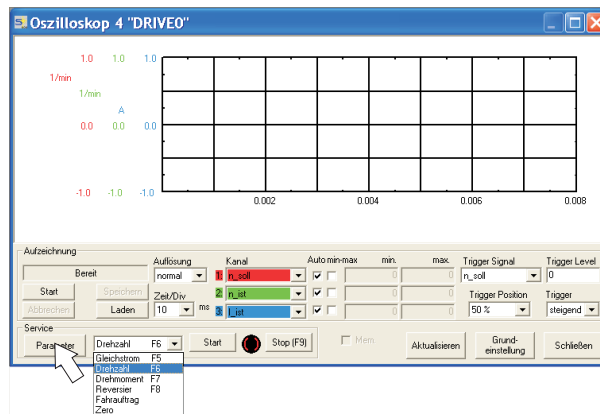 Oszilloskop 4 "DRIVE0"
1.0 1.0 1.0
1/min
1/min
A
0.0 0.0 0.0
-1.0 -1.0 -1.0
0.002 0.004 0.006 0.008
Aufzeichnung
Bereit
Start Speichern
Abbrechen Laden
Auflösung
normal
Zeit/Div
10 ms
Kanal Auto min-max min. max.
1: n_soll 0 0
2: n_ist 0 0
3: I_ist 0 0
Trigger Signal Trigger Level
n_soll 0
Trigger Position Trigger
50 % steigend
Service
Parameter Drehzahl F6 Start Stop (F9)
Mem.
Aktualisieren
Grund-
einstellung
Schließen
Gleichstrom F5
Drehzahl F6
Drehmoment F7
Reversier F8
Fahrauftrag
Zero